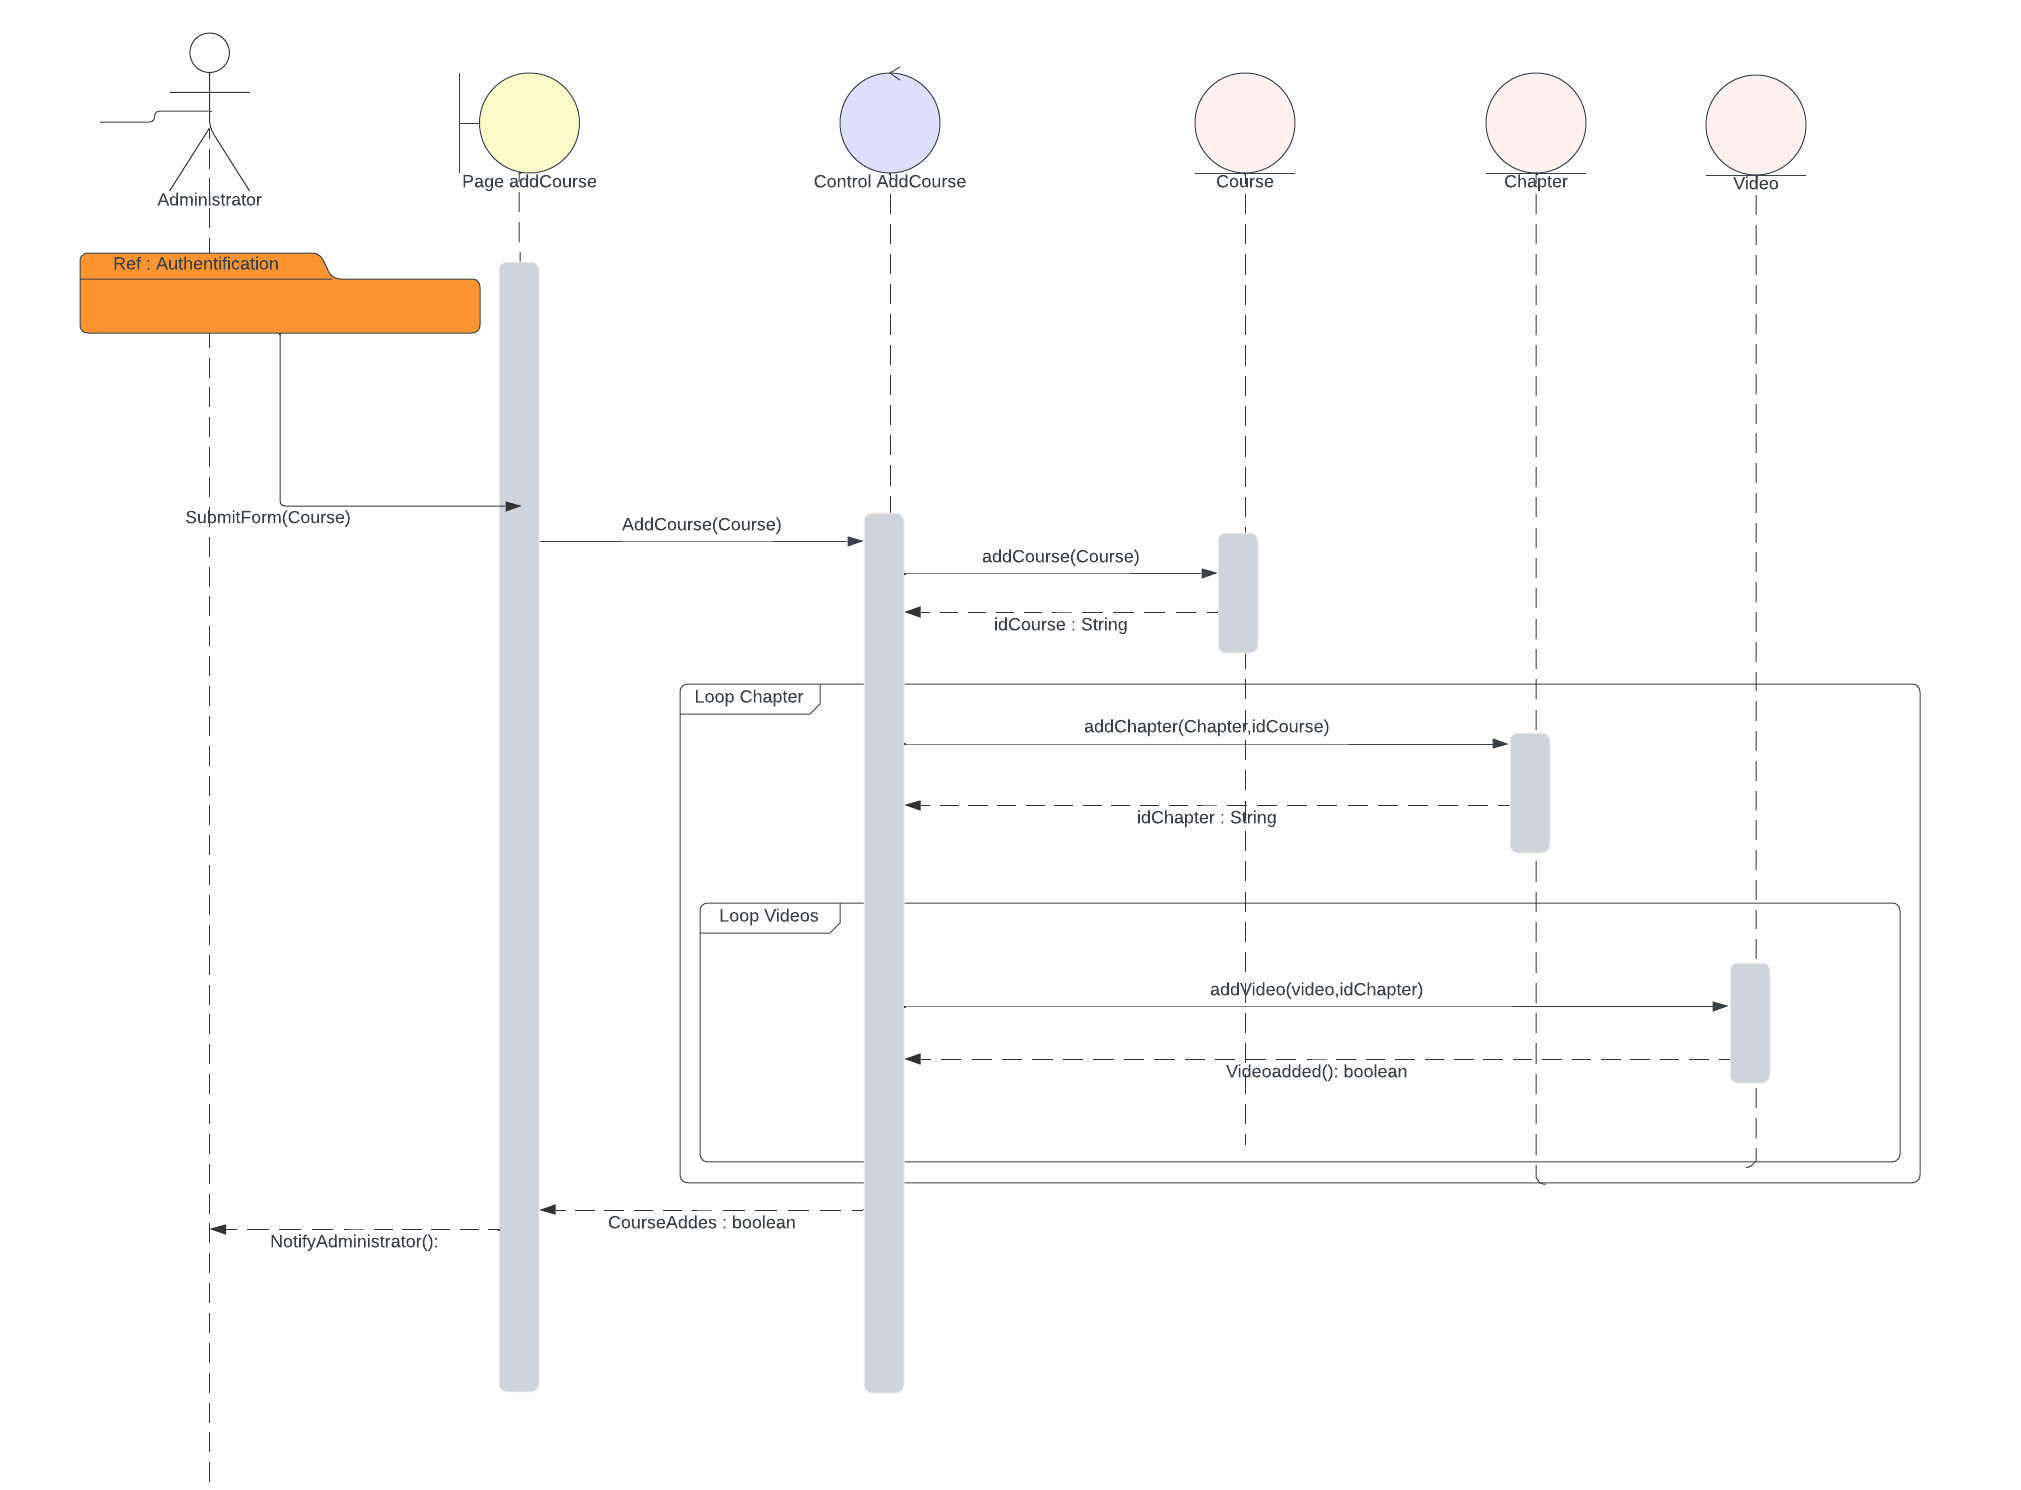 Administrator
Page addCourse
Control AddCourse
Course
Chapter
Video
Ref : Authentification
SubmitForm(Course)
AddCourse(Course)
addCourse(Course)
idCourse : String
Loop Chapter
addChapter(Chapter,idCourse)
idChapter : String
Loop Videos
addVideo(video,idChapter)
Videoadded(): boolean
CourseAddes : boolean
NotifyAdministrator():